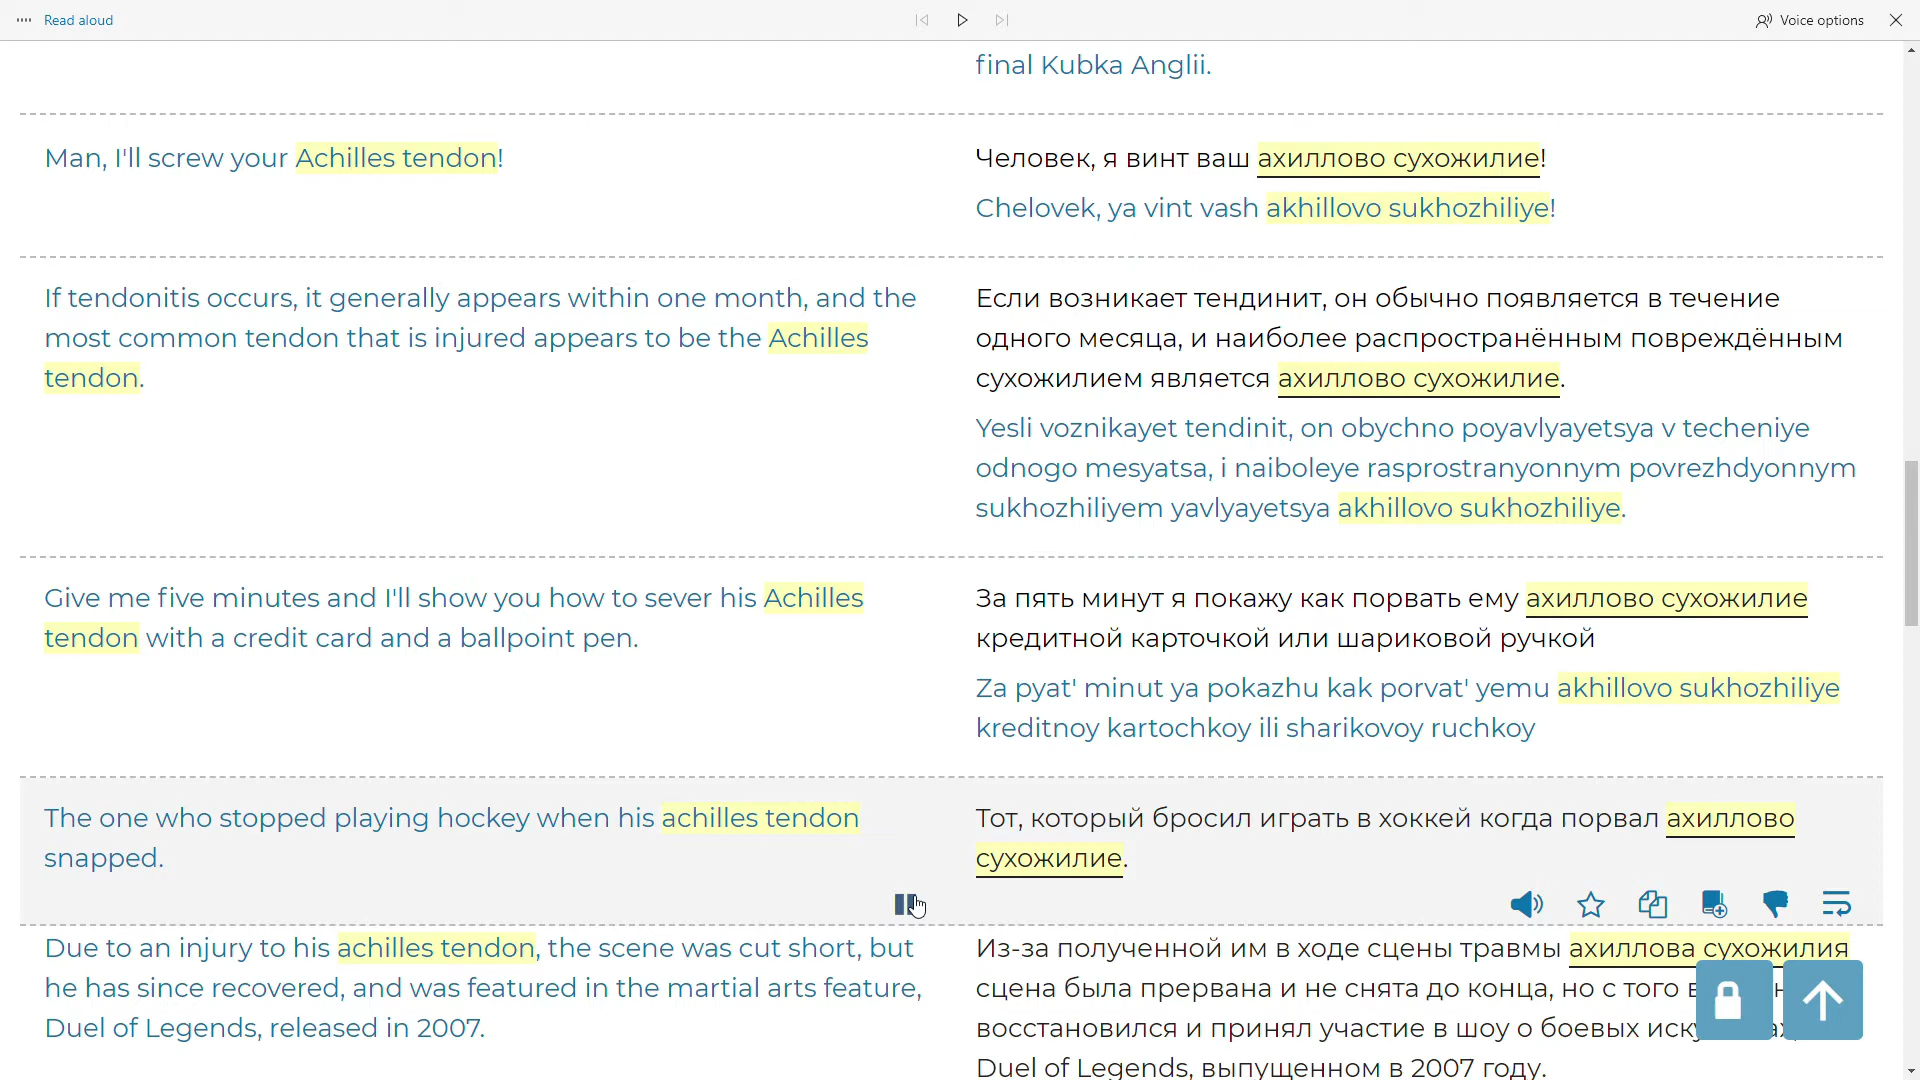 Read aloud
Voice options
final Kubka Anglii.
Man, I'll screw your Achilles tendon!
Человек, я винт ваш ахиллово сухожилие!
Chelovek, ya vint vash akhillovo sukhozhiliye!
If tendonitis occurs, it generally appears within one month, and the
most common tendon that is injured appears to be the Achilles
tendon.
Если возникает тендинит, он обычно появляется в течение
одного месяца, и наиболее распространённым повреждённым
сухожилием является ахиллово сухожилие.
Yesli voznikayet tendinit, on obychno poyavlyayetsya v techeniye
odnogo mesyatsa, i naiboleye rasprostranyonnym povrezhdyonnym
sukhozhiliyem yavlyayetsya akhillovo sukhozhiliye.
Give me five minutes and I'll show you how to sever his Achilles
tendon with a credit card and a ballpoint pen.
За пять минут я покажу как порвать ему ахиллово сухожилие
кредитной карточкой или шариковой ручкой
Za pyat' minut ya pokazhu kak porvat' yemu akhillovo sukhozhiliye
kreditnoy kartochkoy ili sharikovoy ruchkoy
The one who stopped playing hockey when his achilles tendon
snapped.
Тот, который бросил играть в хоккей когда порвал ахиллово
сухожилие.
Due to an injury to his achilles tendon, the scene was cut short, but
he has since recovered, and was featured in the martial arts feature,
Duel of Legends, released in 2007.
Из-за полученной им в ходе сцены травмы ахиллова сухожилия
сцена была прервана и не снята до конца, но с того
восстановился и принял участие в шоу о боевых
Duel of Legends, выпущенном в 2007 году.